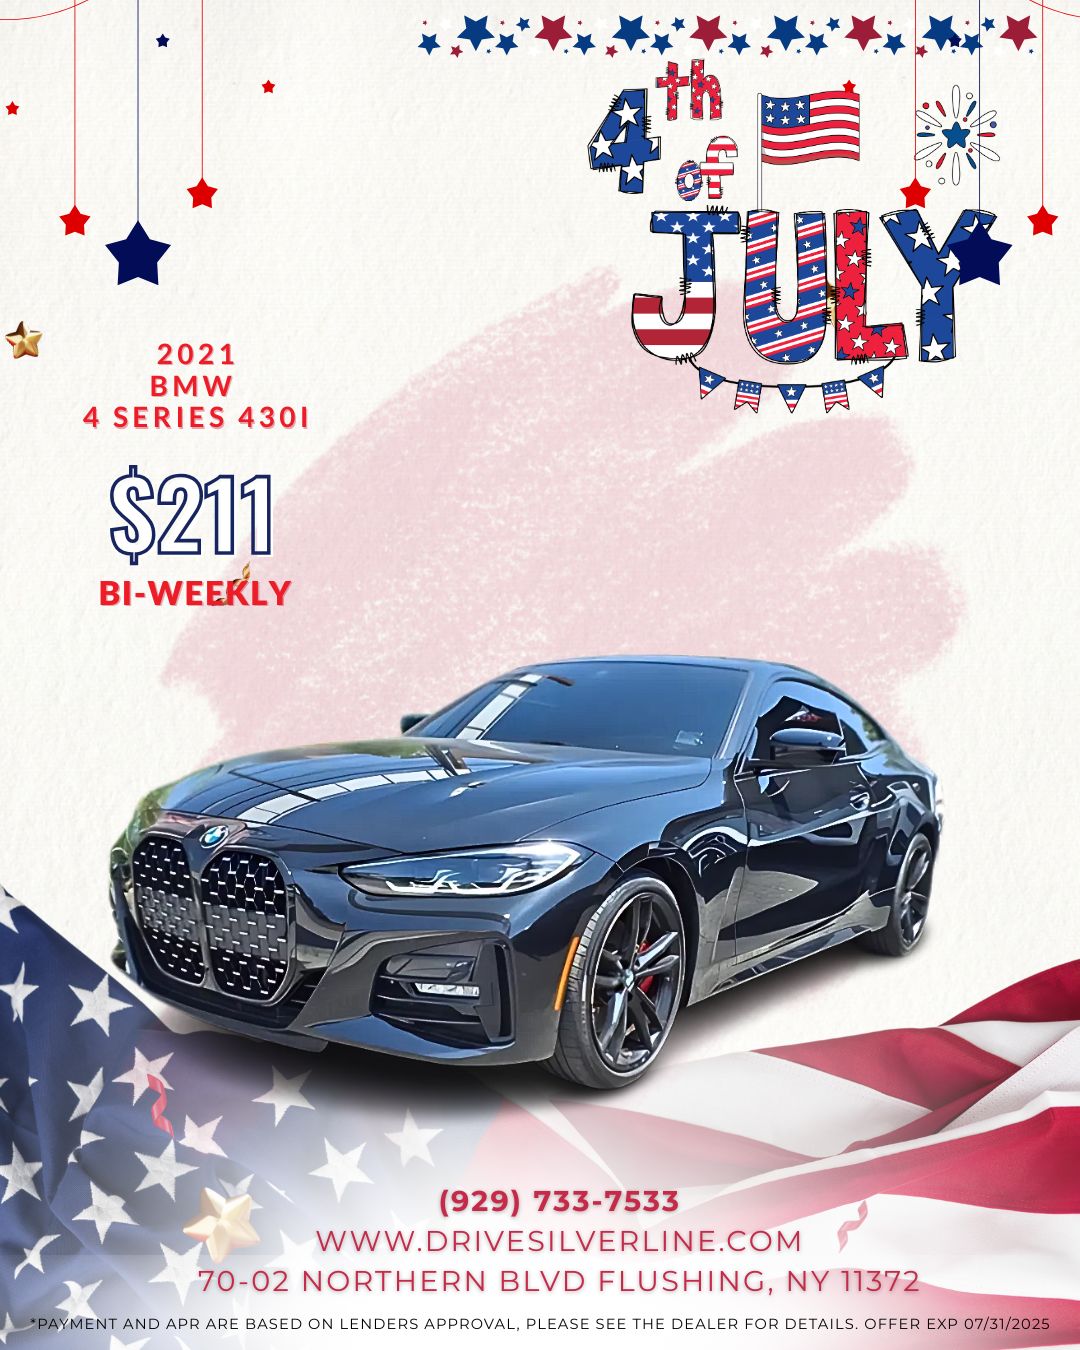 4th
of
JULY
2021
BMW
4 SERIES 430I
$211
BI-WEEKLY
(929) 733-7533
WWW.DRIVESILVERLINE.COM
70-02 NORTHERN BLVD FLUSHING, NY 11372
*PAYMENT AND APR ARE BASED ON LENDERS APPROVAL, PLEASE SEE THE DEALER FOR DETAILS. OFFER EXP 07/31/2025